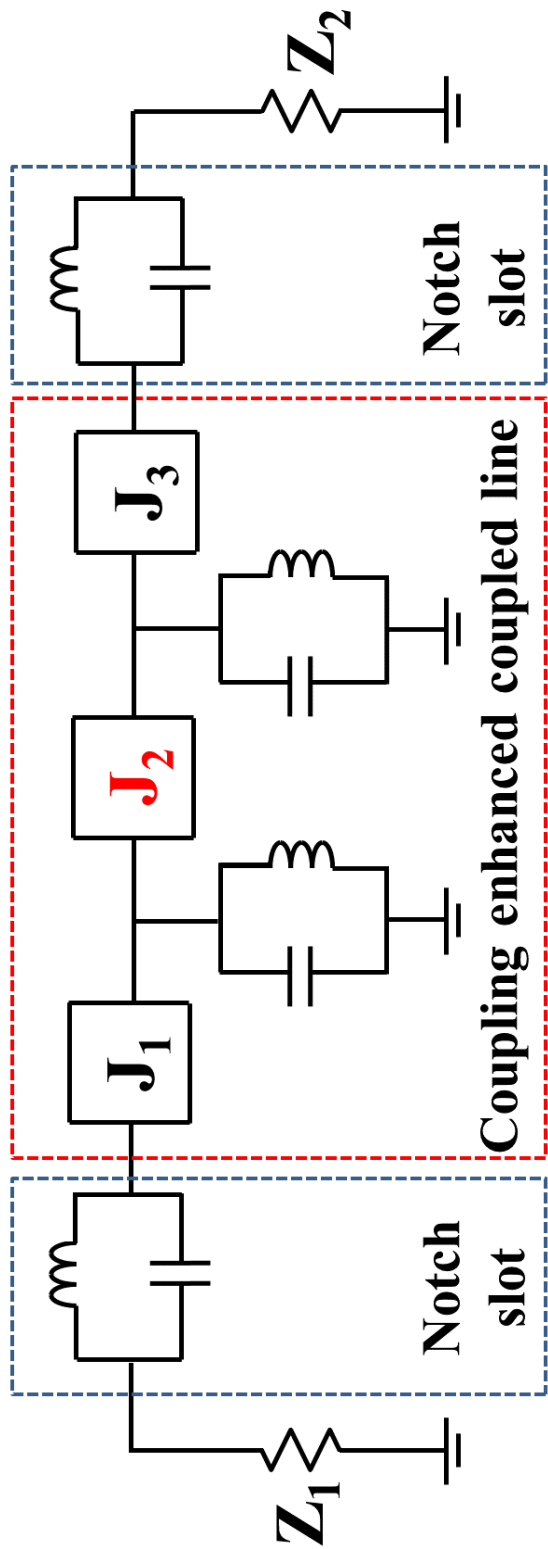 Z1
Notch
slot
J1
J2
J3
Coupling enhanced coupled line
Notch
slot
Z2